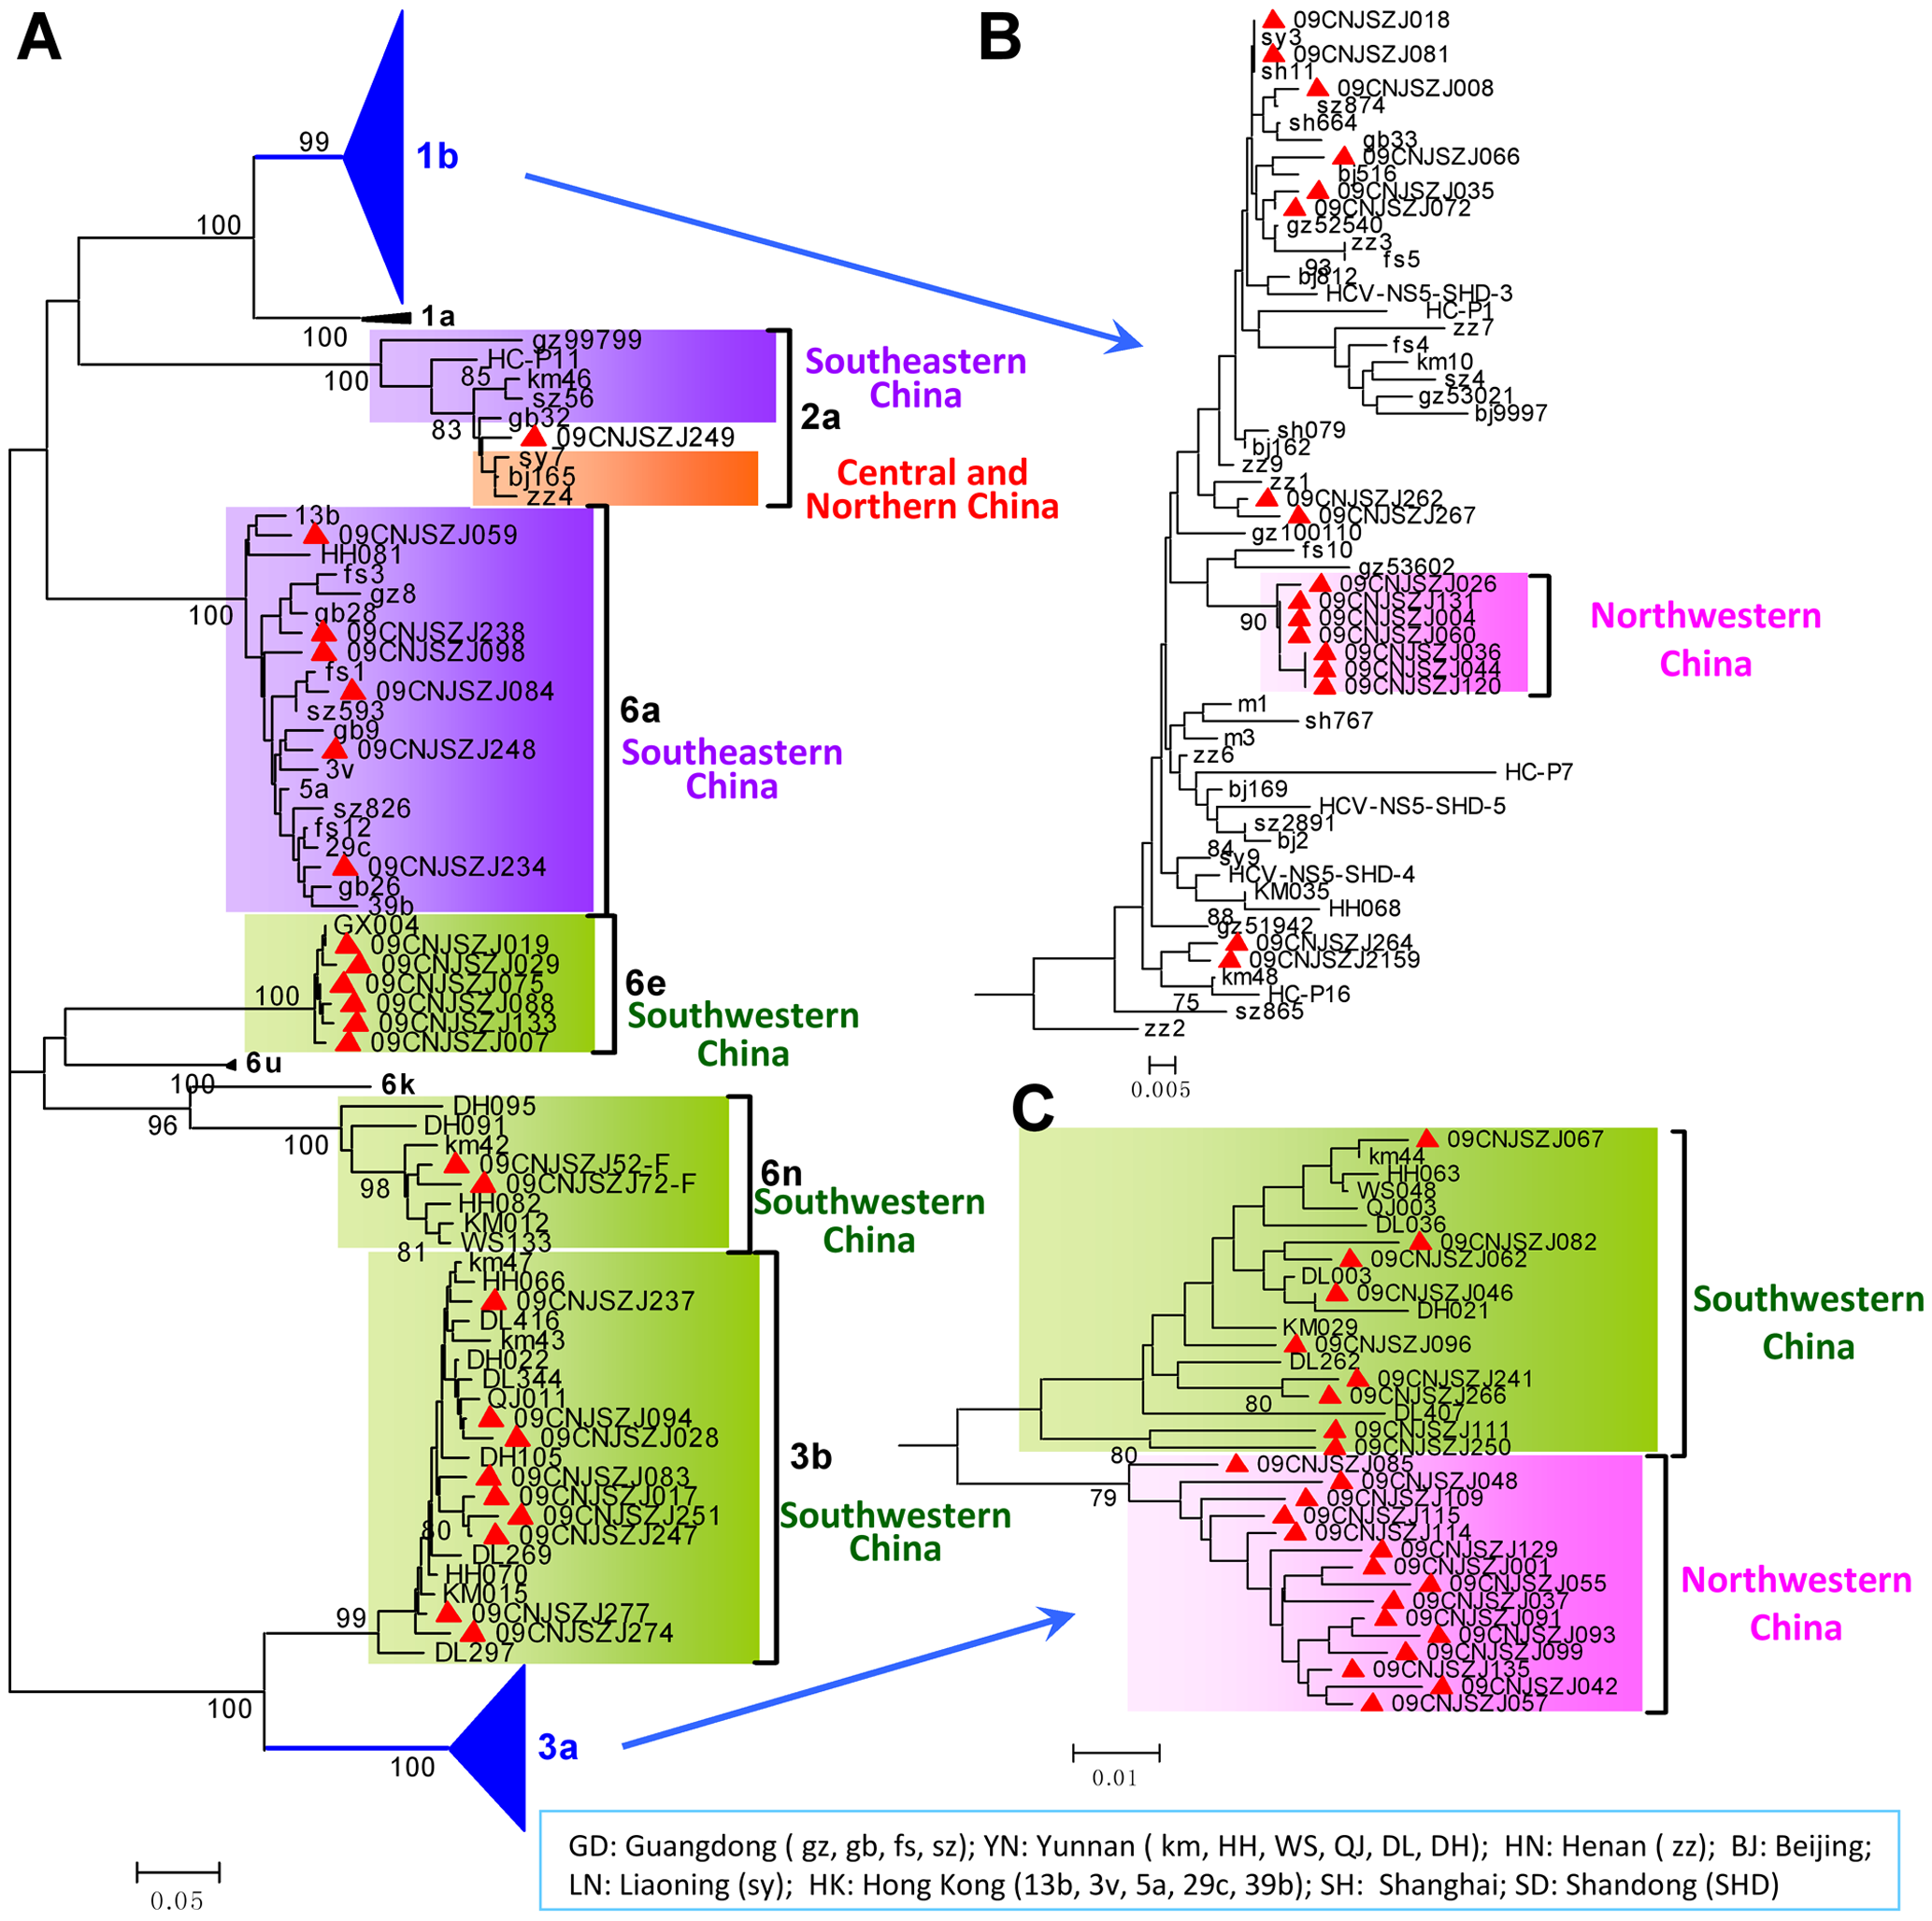 A
99
1b
100
1a
100
gz99799
HC-P11
100
85
km46
sz56
gb32
83
09CNJSZJ249
sy7
bj165
zz4
Southeastern
China
2a
Central and
Northern China
13b
09CNJSZJ059
HH081
fs3
gz8
100
gb28
09CNJSZJ238
09CNJSZJ098
fs1
09CNJSZJ084
sz593
gb9
09CNJSZJ248
3v
5a
sz826
fs12
29c
09CNJSZJ234
gb26
39b
6a
Southeastern
China
GX004
09CNJSZJ019
09CNJSZJ029
09CNJSZJ075
100
09CNJSZJ088
09CNJSZJ133
09CNJSZJ007
6e
Southwestern
China
6u
100
6k
96
DH095
DH091
100
km42
09CNJSZJ52-F
98
09CNJSZJ72-F
HH082
KM012
WS133
81
6n
Southwestern
China
km47
HH066
09CNJSZJ237
DL416
km43
DH022
DL344
QJ011
09CNJSZJ094
09CNJSZJ028
DH105
09CNJSZJ083
09CNJSZJ017
09CNJSZJ251
80
09CNJSZJ247
DL269
HH070
KM015
09CNJSZJ277
99
09CNJSZJ274
DL297
3b
Southwestern
China
100
3a
100
0.05
B
09CNJSZJ018
sy3
09CNJSZJ081
sh11
09CNJSZJ008
sz874
sh664
gb33
09CNJSZJ066
bj516
09CNJSZJ035
09CNJSZJ072
gz52540
zz3
fs5
93
bj812
HCV-NS5-SHD-3
HC-P1
zz7
fs4
km10
sz4
gz53021
bj9997
sh079
bj162
zz9
zz1
09CNJSZJ262
09CNJSZJ267
gz100110
fs10
gz53602
09CNJSZJ026
09CNJSZJ131
09CNJSZJ004
90
09CNJSZJ060
09CNJSZJ036
09CNJSZJ044
09CNJSZJ120
Northwestern
China
m1
sh767
m3
zz6
HC-P7
bj169
HCV-NS5-SHD-5
sz2891
bj2
84
sy9
HCV-NS5-SHD-4
KM035
HH068
88
gz51942
09CNJSZJ264
09CNJSZJ2159
km48
HC-P16
75
sz865
zz2
0.005
C
09CNJSZJ067
km44
HH063
WS048
QJ003
DL036
09CNJSZJ082
09CNJSZJ062
DL003
09CNJSZJ046
DH021
KM029
09CNJSZJ096
DL262
09CNJSZJ241
09CNJSZJ266
80
DL407
09CNJSZJ111
09CNJSZJ250
80
Southwestern
China
09CNJSZJ085
09CNJSZJ048
79
09CNJSZJ109
09CNJSZJ115
09CNJSZJ114
09CNJSZJ129
09CNJSZJ001
09CNJSZJ055
09CNJSZJ037
09CNJSZJ091
09CNJSZJ093
09CNJSZJ099
09CNJSZJ135
09CNJSZJ042
09CNJSZJ057
Northwestern
China
0.01
GD: Guangdong ( gz, gb, fs, sz); YN: Yunnan ( km, HH, WS, QJ, DL, DH); HN: Henan ( zz); BJ: Beijing;
LN: Liaoning (sy); HK: Hong Kong (13b, 3v, 5a, 29c, 39b); SH: Shanghai; SD: Shandong (SHD)